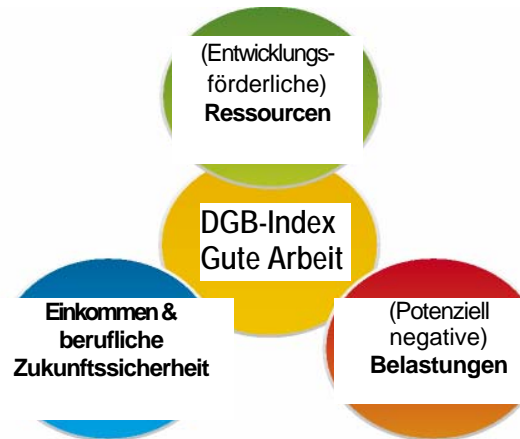 (Entwicklungs-
förderliche)
Ressourcen
DGB-Index
Gute Arbeit
Einkommen &
berufliche
Zukunftssicherheit
(Potenziell
negative)
Belastungen